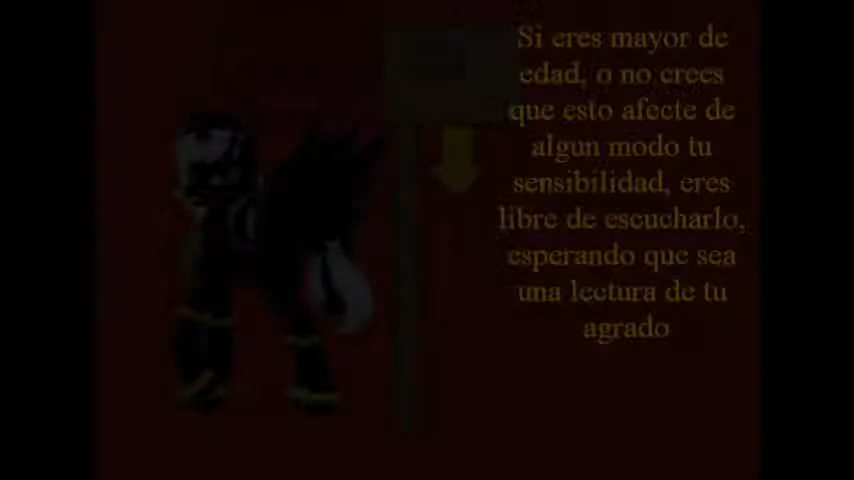 Si eres mayor de
edad, o no crees
que esto afecte de
algun modo tu
sensibilidad, eres
libre de escucharlo,
esperando que sea
una lectura de tu
agrado